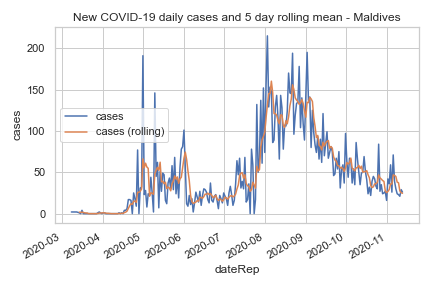 New COVID-19 daily cases and 5 day rolling mean - Maldives
200
150
100
50
0
cases
cases
cases (rolling)
2020-03
2020-04
2020-05
2020-06
2020-07
2020-08
2020-09
2020-10
2020-11
dateRep